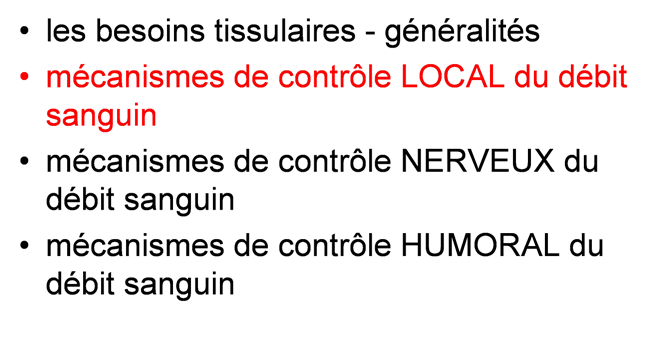 • les besoins tissulaires - généralités
• mécanismes de contrôle LOCAL du débit
sanguin
• mécanismes de contrôle NERVEUX du
débit sanguin
• mécanismes de contrôle HUMORAL du
débit sanguin